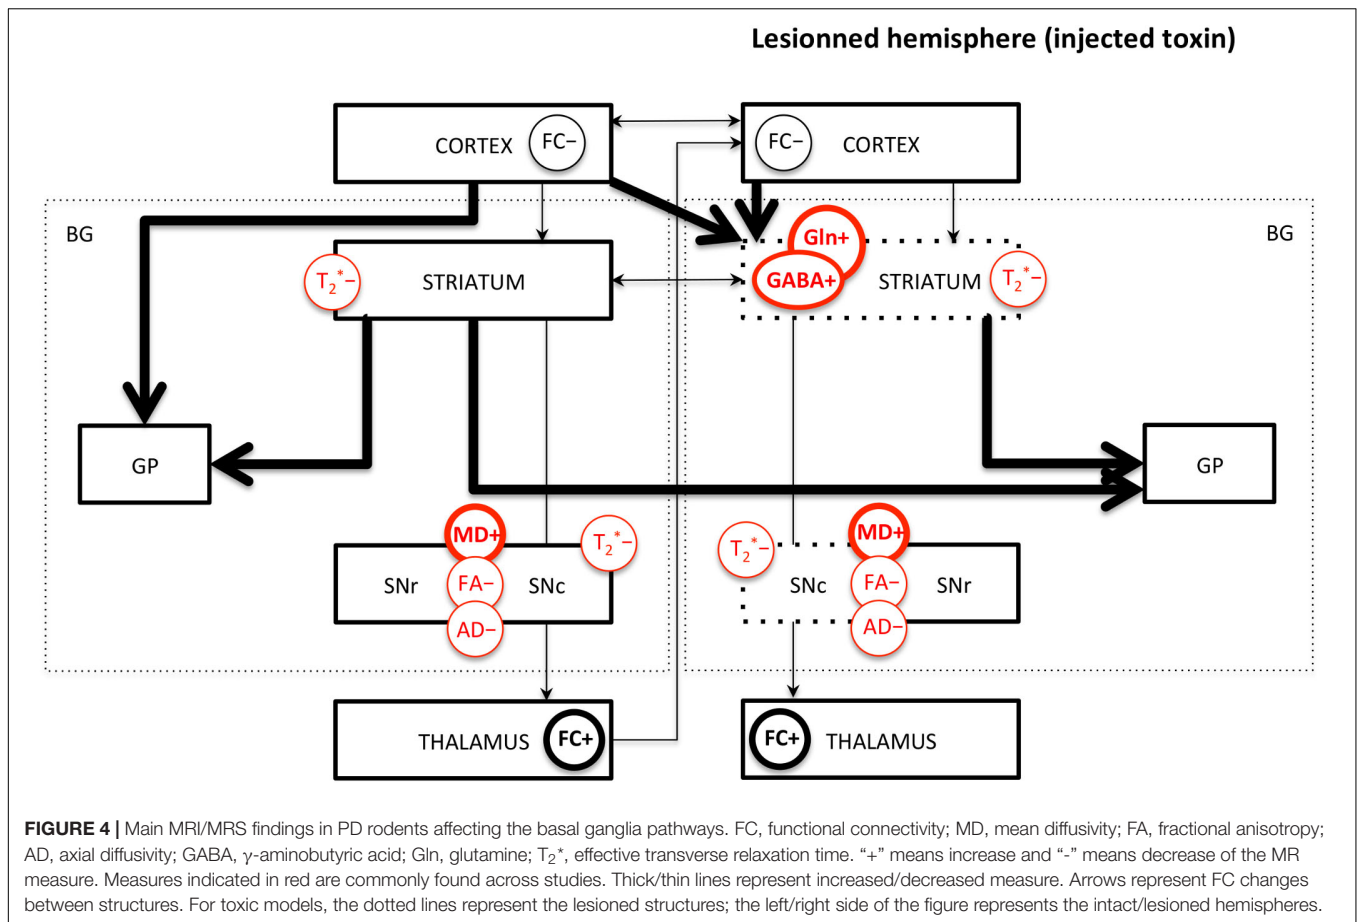 Lesionned hemisphere (injected toxin)
CORTEX FC−
FC− CORTEX
BG
BG
T2*− STRIATUM
Gln+
GABA+
STRIATUM T2*−
GP
GP
MD+
T2*−
SNr FA− SNc
AD−
T2*−
MD+
SNc FA− SNr
AD−
THALAMUS FC+
FC+ THALAMUS
FIGURE 4 | Main MRI/MRS findings in PD rodents affecting the basal ganglia pathways. FC, functional connectivity; MD, mean diffusivity; FA, fractional anisotropy;
AD, axial diffusivity; GABA, γ-aminobutyric acid; Gln, glutamine; T2*, effective transverse relaxation time. “+” means increase and “-” means decrease of the MR
measure. Measures indicated in red are commonly found across studies. Thick/thin lines represent increased/decreased measure. Arrows represent FC changes
between structures. For toxic models, the dotted lines represent the lesioned structures; the left/right side of the figure represents the intact/lesioned hemispheres.